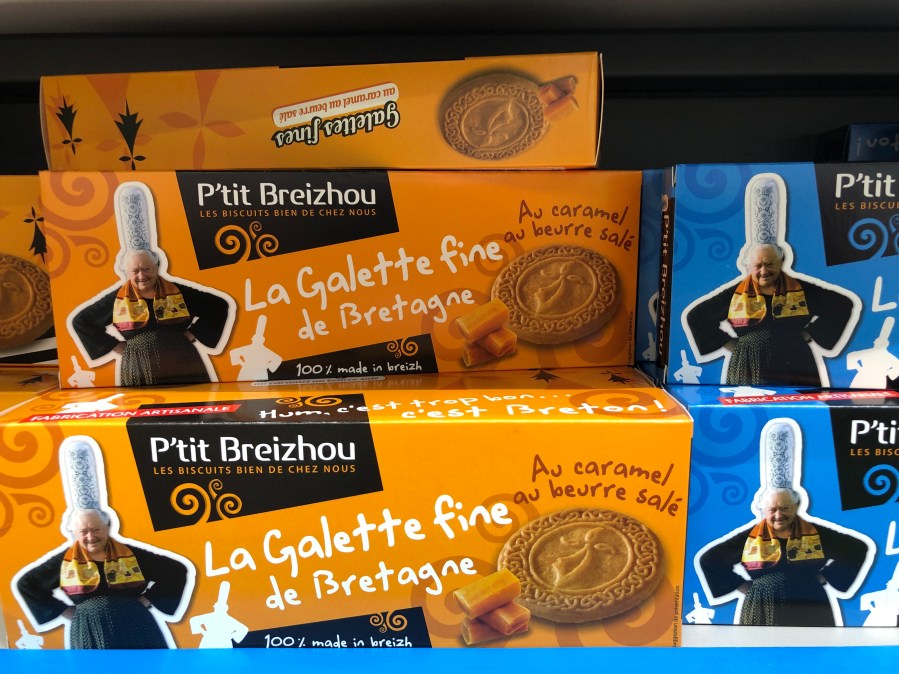 Galettes fines
au caramel au beurre salé
P'tit Breizhou
LES BISCUITS BIEN DE CHEZ NOUS
Au caramel
au beurre salé
La Galette fine
de Bretagne
100% made in breizh
P'tit Breizhou
P'tit
LES BISCU
L
FABRICATION ARTISANALE
Hum, c'est trop bon...
c'est Breton!
P'tit Breizhou
LES BISCUITS BIEN DE CHEZ NOUS
Au caramel
au beurre salé
La Galette fine
de Bretagne
100% made in breizh
FABRICATION ARTISANALE
P'ti
LES BISC
L